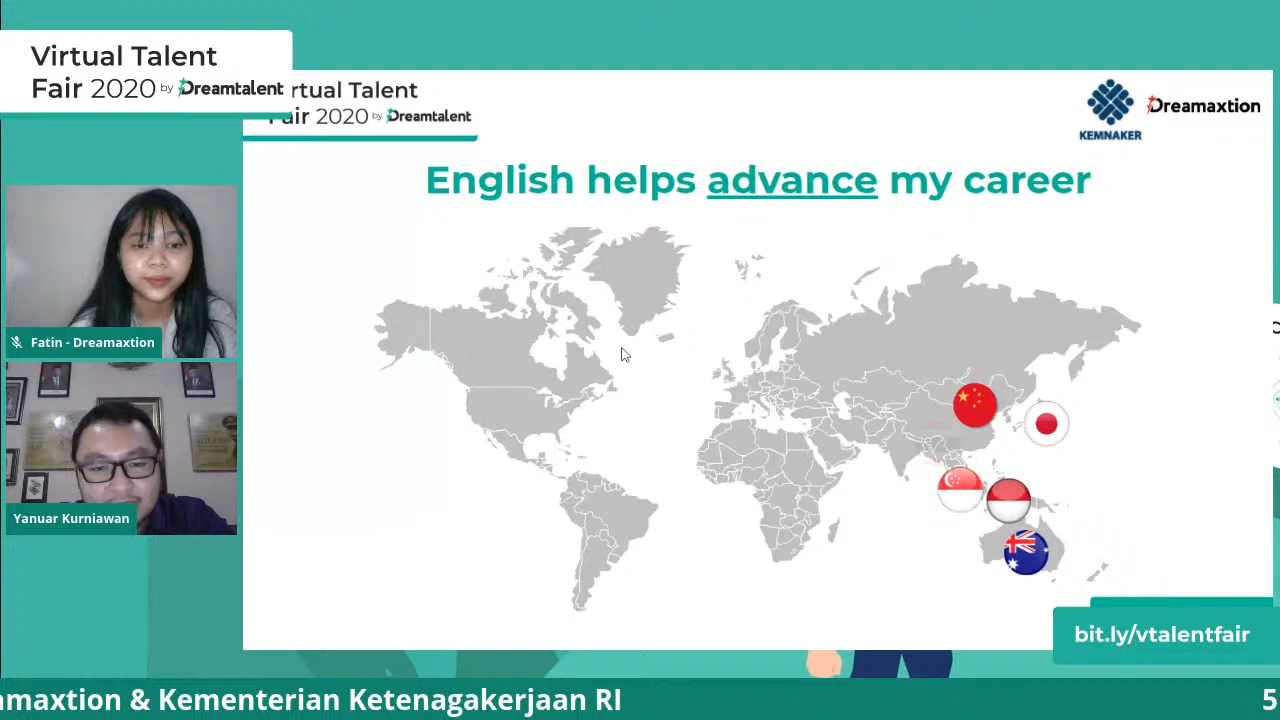 Virtual Talent
Fair 2020 by Dreamtalent
rtual Talent
Fair 2020 by Dreamtalent
KEMNAKER
Dreamaxtion
English helps advance my career
Fatin - Dreamaxtion
Yanuar Kurniawan
bit.ly/vtalentfair
amaxtion & Kementerian Ketenagakerjaan RI
5